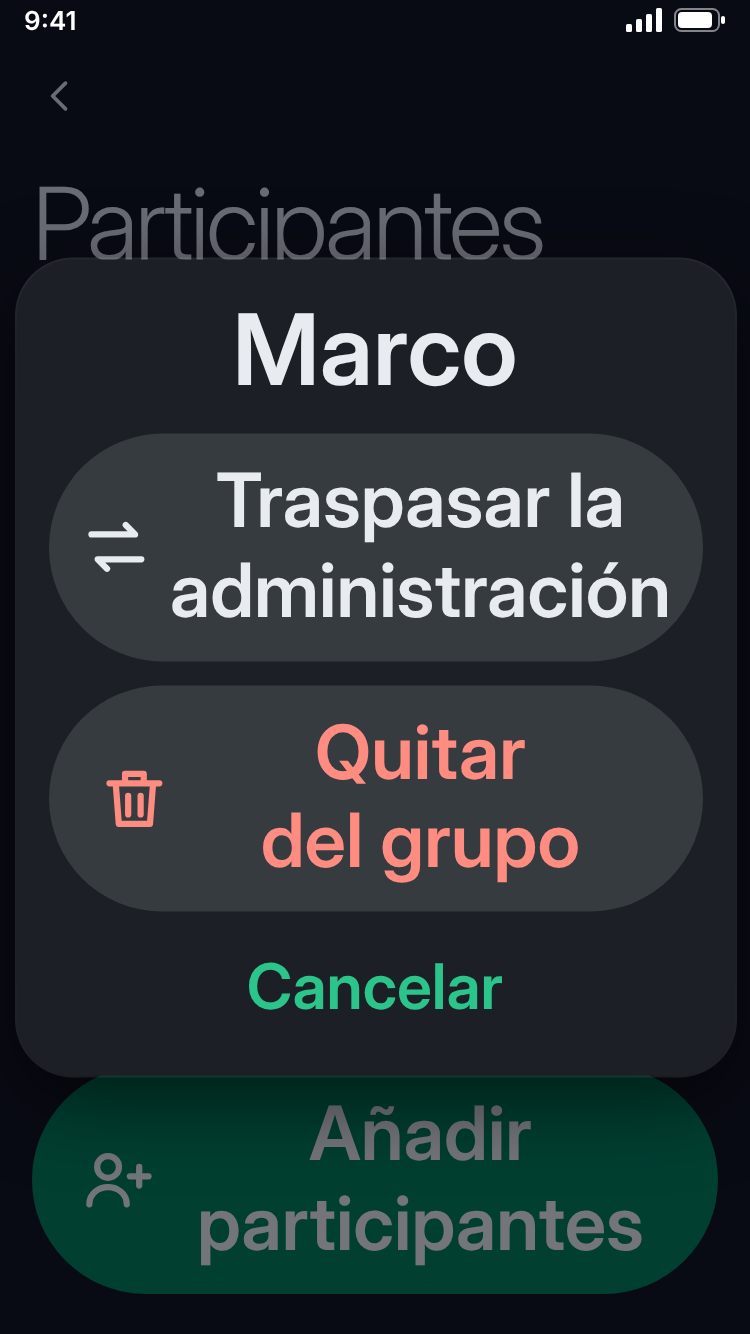 9:41
Participantes
Marco
Traspasar la
administración
Quitar
del grupo
Cancelar
Añadir
participantes